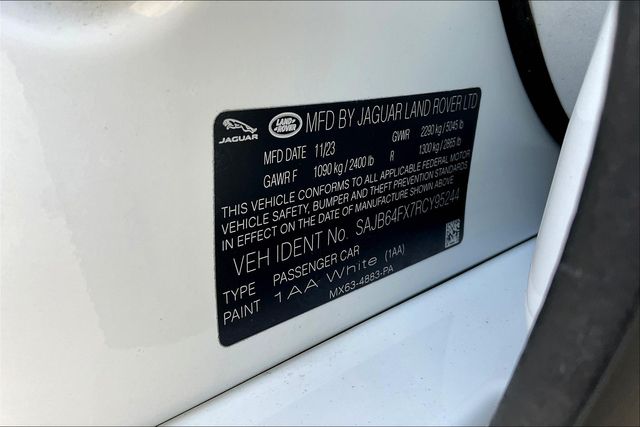 JAGUAR LAND ROVER MFD BY JAGUAR LAND ROVER LTD
MFD DATE 11/23 GVWR 2290 kg / 5045 lb
GAWR F 1090 kg / 2400 lb R 1300 kg / 2865 lb
THIS VEHICLE CONFORMS TO ALL APPLICABLE FEDERAL MOTOR
VEHICLE SAFETY, BUMPER AND THEFT PREVENTION STANDARDS
IN EFFECT ON THE DATE OF MANUFACTURE SHOWN ABOVE
VEH IDENT No. SAJB64FX7RCY95244
TYPE PASSENGER CAR
PAINT 1AA White (1AA)
MX63-4883-PA